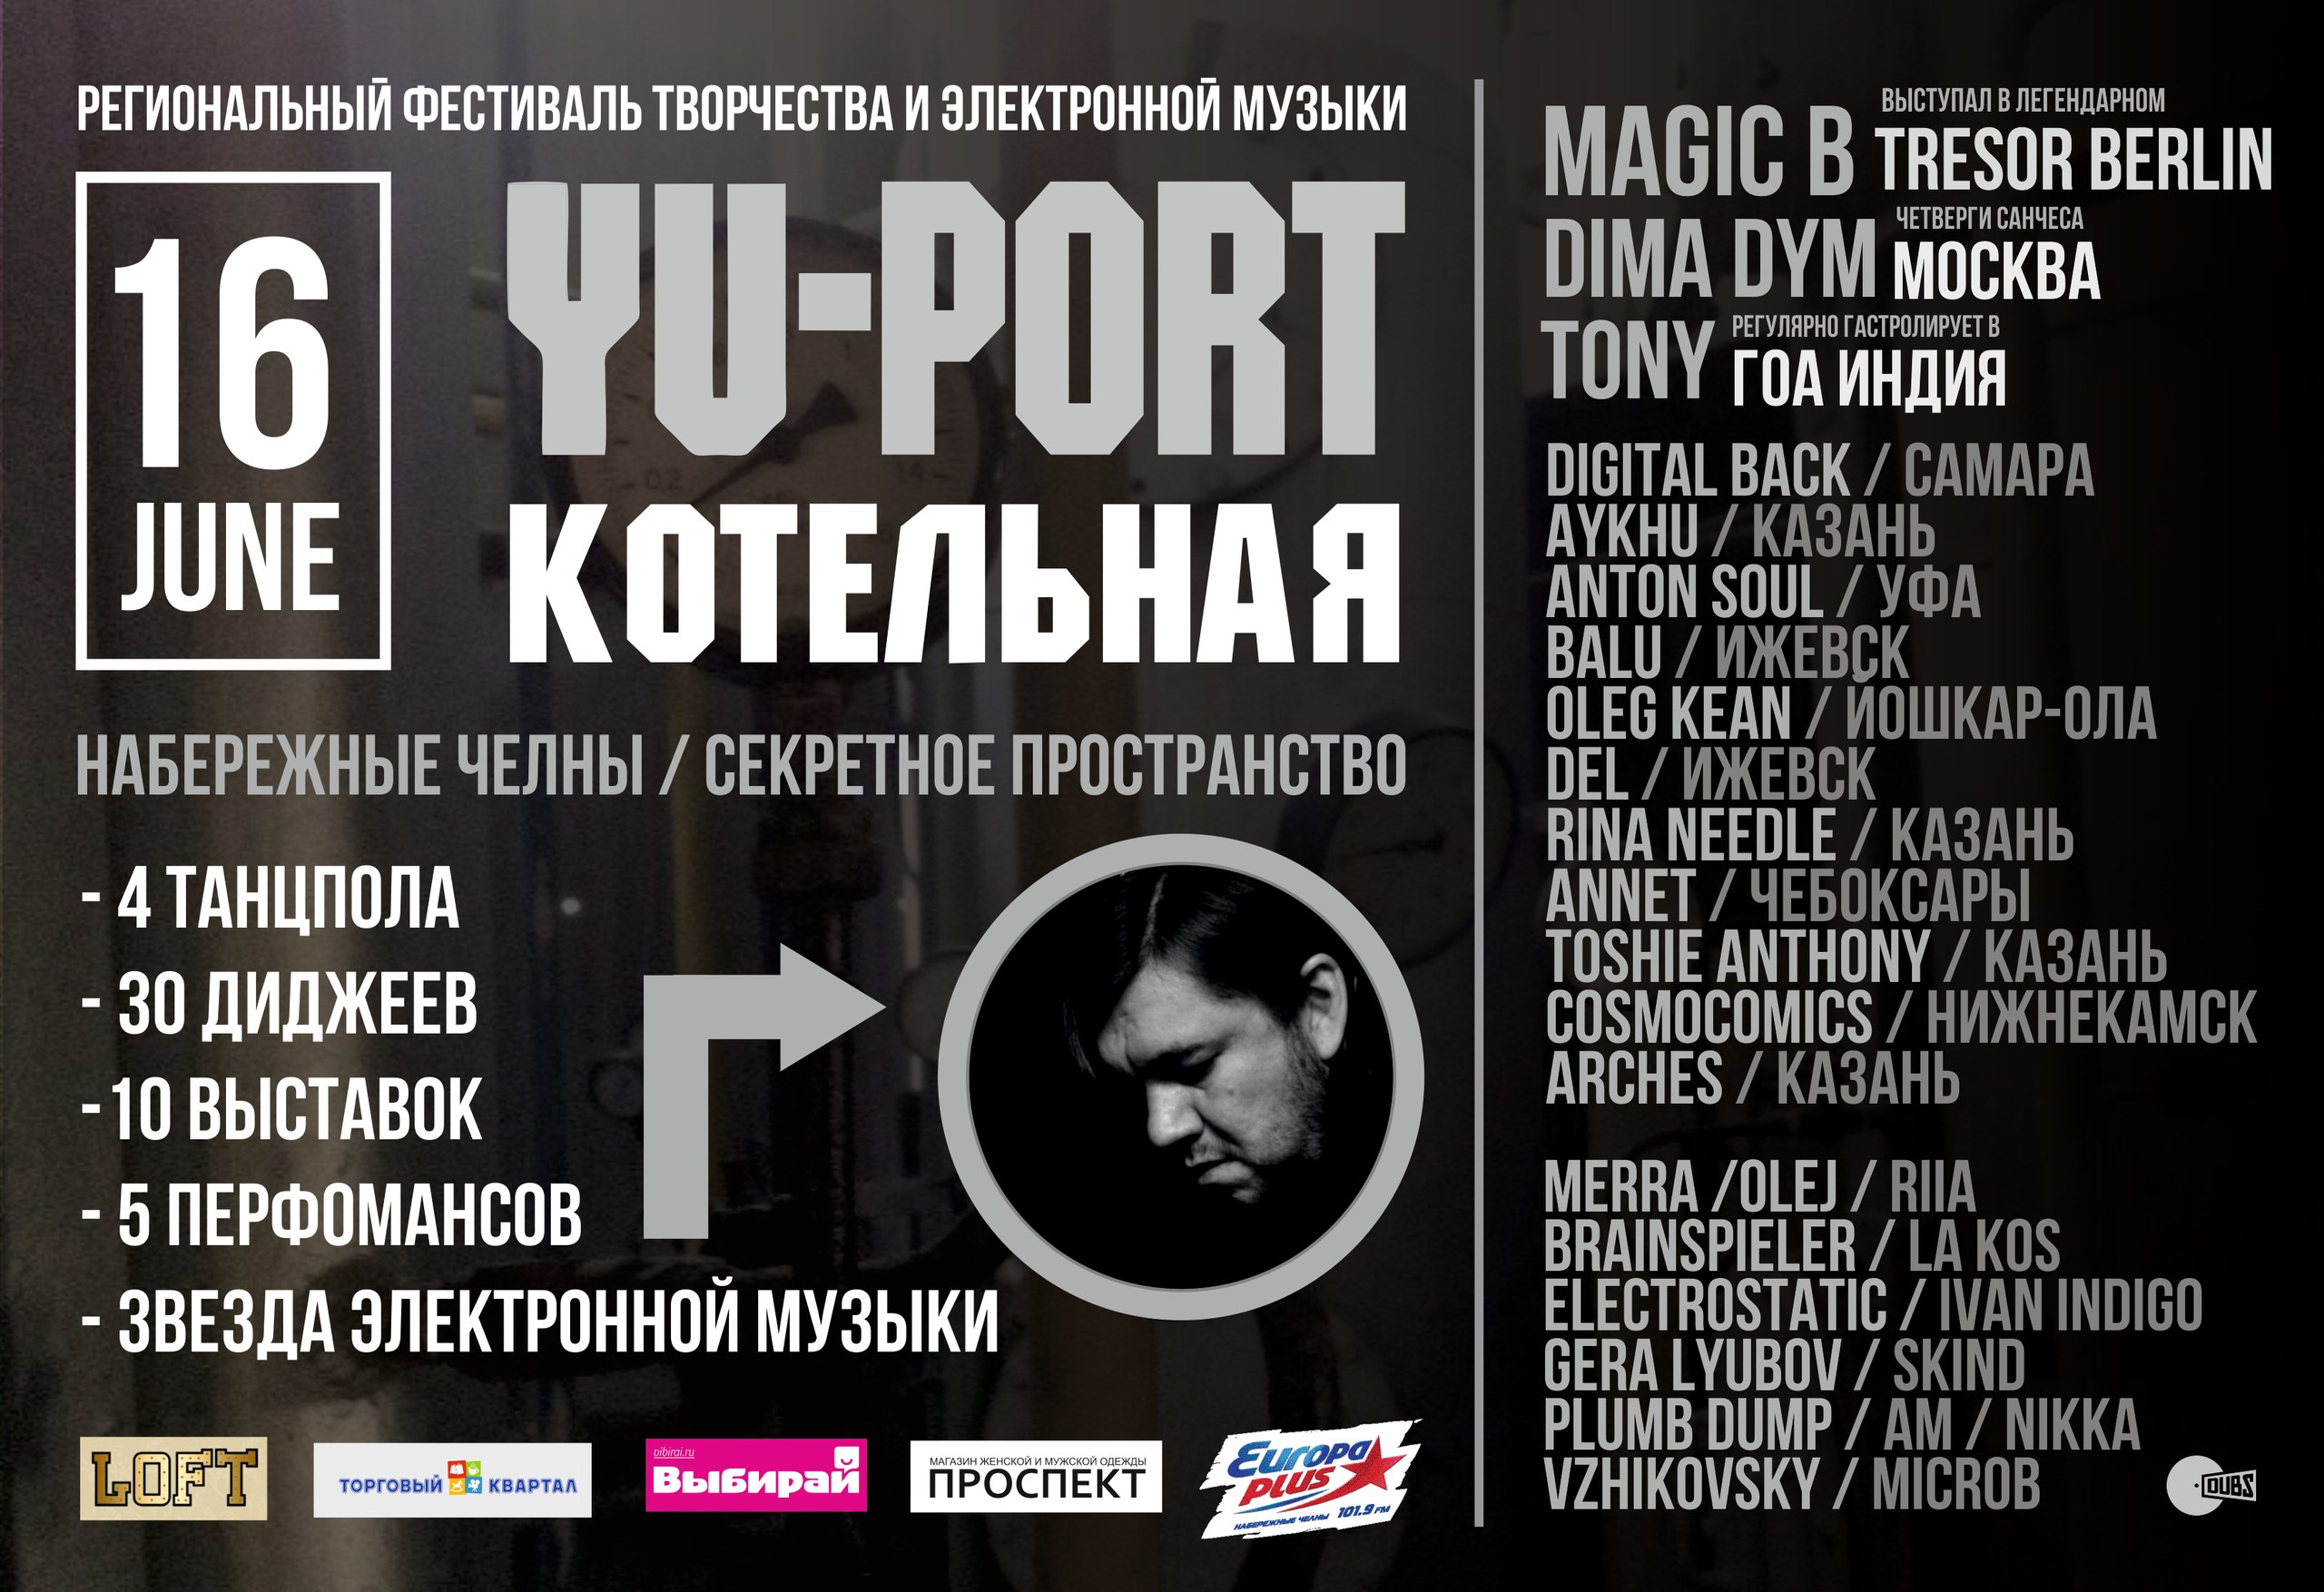 РЕГИОНАЛЬНЫЙ ФЕСТИВАЛЬ ТВОРЧЕСТВА И ЭЛЕКТРОННОЙ МУЗЫКИ
16
JUNE
YU-PORT
КОТЕЛЬНАЯ
НАБЕРЕЖНЫЕ ЧЕЛНЫ / СЕКРЕТНОЕ ПРОСТРАНСТВО
- 4 ТАНЦПОЛА
- 30 ДИДЖЕЕВ
-10 ВЫСТАВОК
- 5 ПЕРФОМАНСОВ
- ЗВЕЗДА ЭЛЕКТРОННОЙ МУЗЫКИ
LOFT
ТОРГОВЫЙ КВАРТАЛ
vibirai.ru
Выбирай
МАГАЗИН ЖЕНСКОЙ И МУЖСКОЙ ОДЕЖДЫ
ПРОСПЕКТ
Europa
PLUS
НАБЕРЕЖНЫЕ ЧЕЛНЫ 101.9 FM
ВЫСТУПАЛ В ЛЕГЕНДАРНОМ
MAGIC B TRESOR BERLIN
ЧЕТВЕРГИ САНЧЕСА
DIMA DYM МОСКВА
РЕГУЛЯРНО ГАСТРОЛИРУЕТ В
TONY ГОА ИНДИЯ
DIGITAL BACK / САМАРА
AYKHU / КАЗАНЬ
ANTON SOUL / УФА
BALU / ИЖЕВСК
OLEG KEAN / ЙОШКАР-ОЛА
DEL / ИЖЕВСК
RINA NEEDLE / КАЗАНЬ
ANNET / ЧЕБОКСАРЫ
TOSHIE ANTHONY / КАЗАНЬ
COSMOCOMICS / НИЖНЕКАМСК
ARCHES / КАЗАНЬ
MERRA /OLEJ / RIIA
BRAINSPIELER / LA KOS
ELECTROSTATIC / IVAN INDIGO
GERA LYUBOV / SKIND
PLUMB DUMP / AM / NIKKA
VZHIKOVSKY / MICROB
DUBS